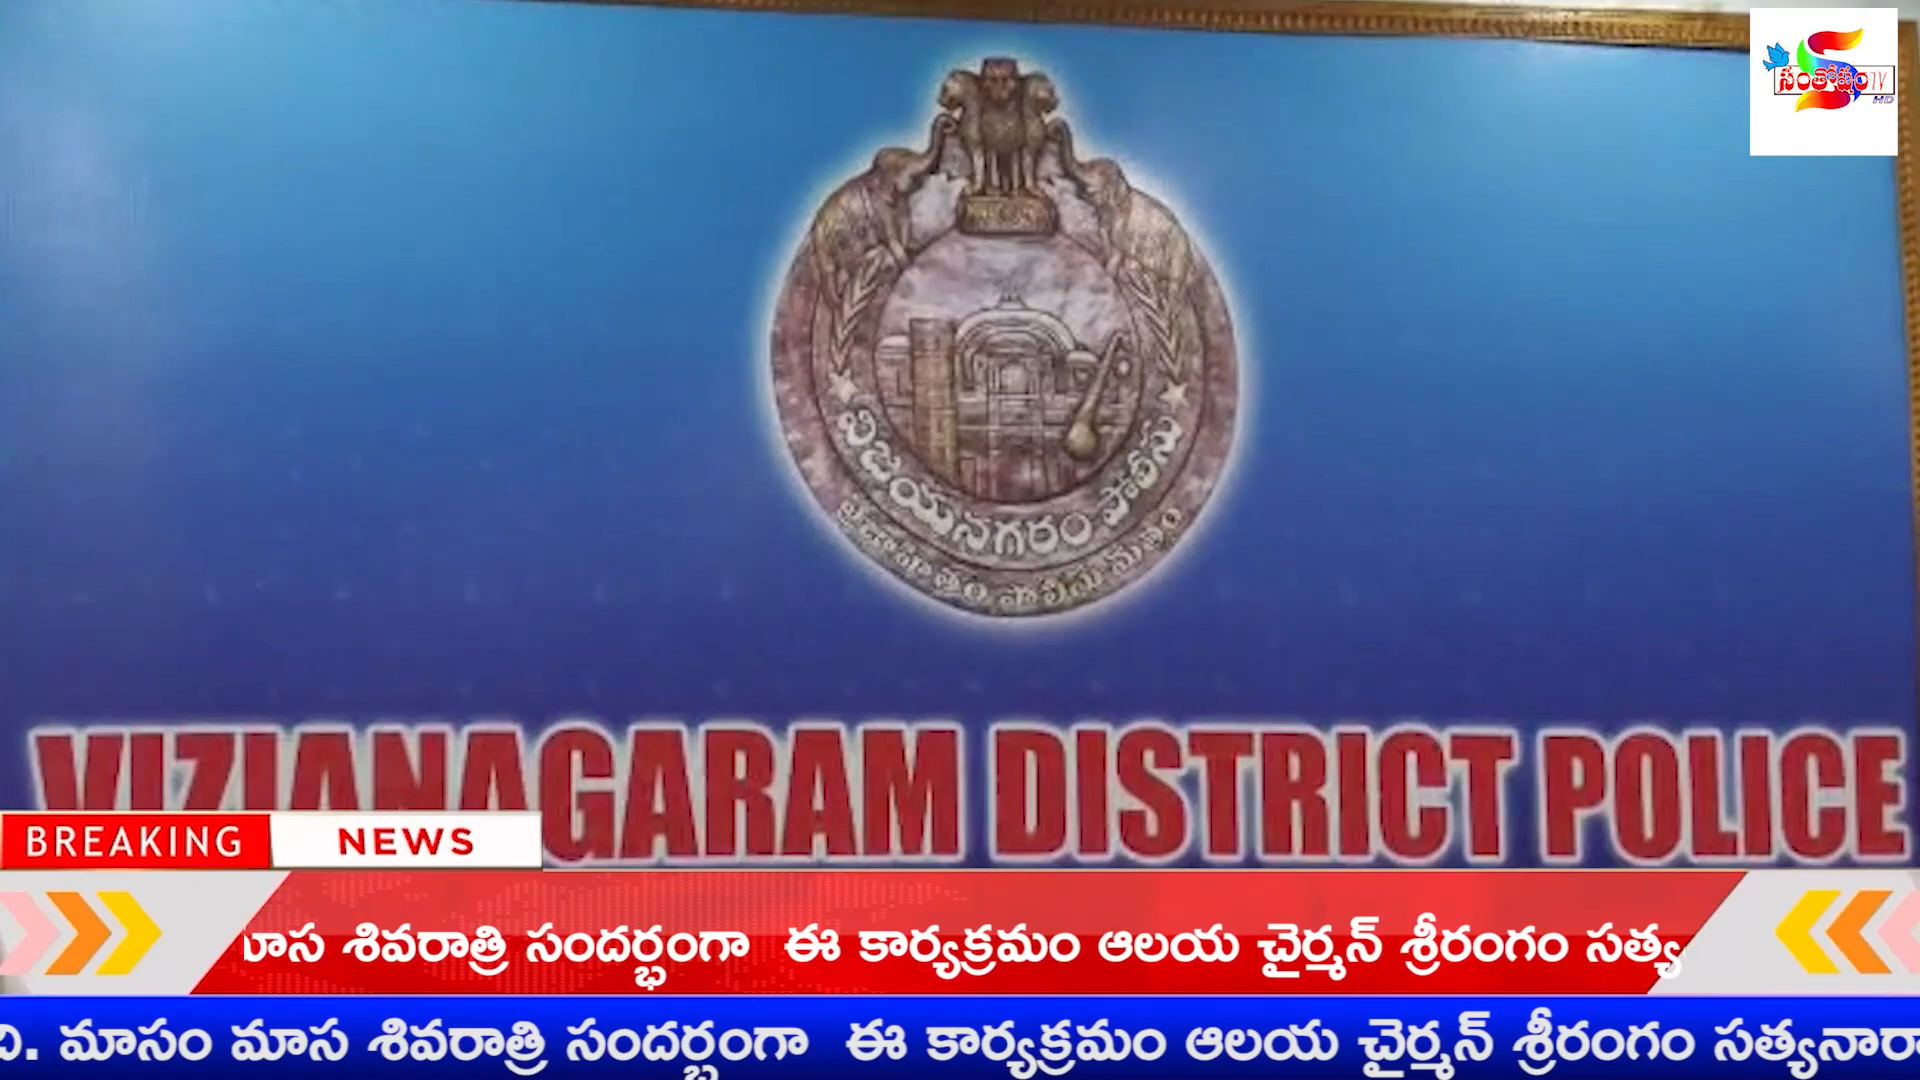 సంతోషం TV
HD
విజయనగరం పోలీసు
VIZIANAGARAM DISTRICT POLICE
BREAKING NEWS
మాస శివరాత్రి సందర్భంగా ఈ కార్యక్రమం ఆలయ చైర్మన్ శ్రీరంగం సత్య
ది. మాసం మాస శివరాత్రి సందర్భంగా ఈ కార్యక్రమం ఆలయ చైర్మన్ శ్రీరంగం సత్యనారా